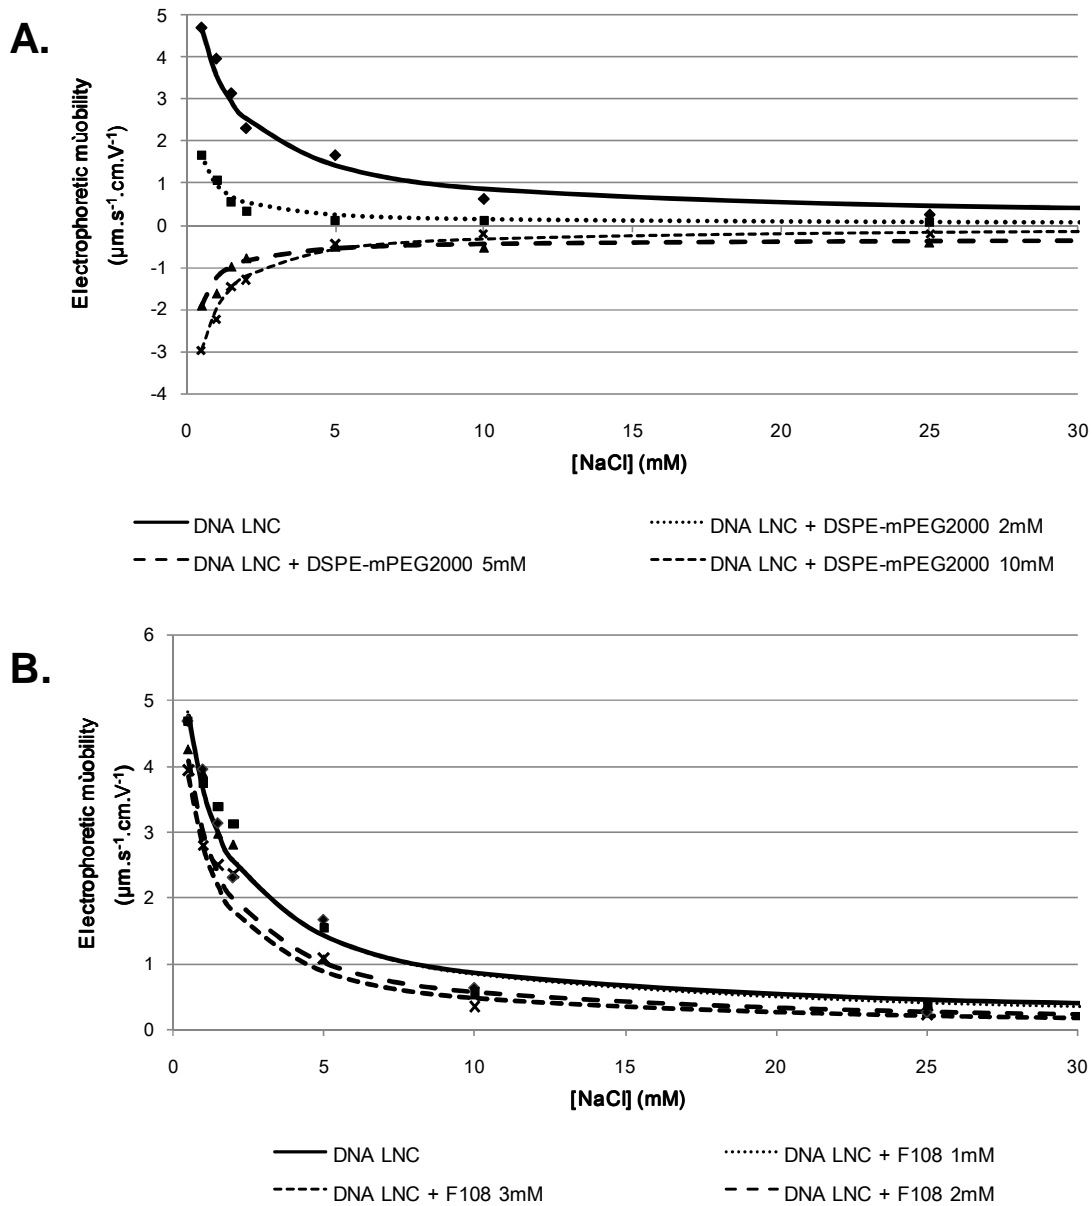 A.
Electrophoretic mùobility
(µm.s-1.cm.V-1)
5
4
3
2
1
0
-1
-2
-3
-4
0 5 10 15 20 25 30
[NaCl] (mM)
DNA LNC
DNA LNC + DSPE-mPEG2000 2mM
DNA LNC + DSPE-mPEG2000 5mM
DNA LNC + DSPE-mPEG2000 10mM
B.
Electrophoretic mùobility
(µm.s-1.cm.V-1)
6
5
4
3
2
1
0
0 5 10 15 20 25 30
[NaCl] (mM)
DNA LNC
DNA LNC + F108 1mM
DNA LNC + F108 3mM
DNA LNC + F108 2mM